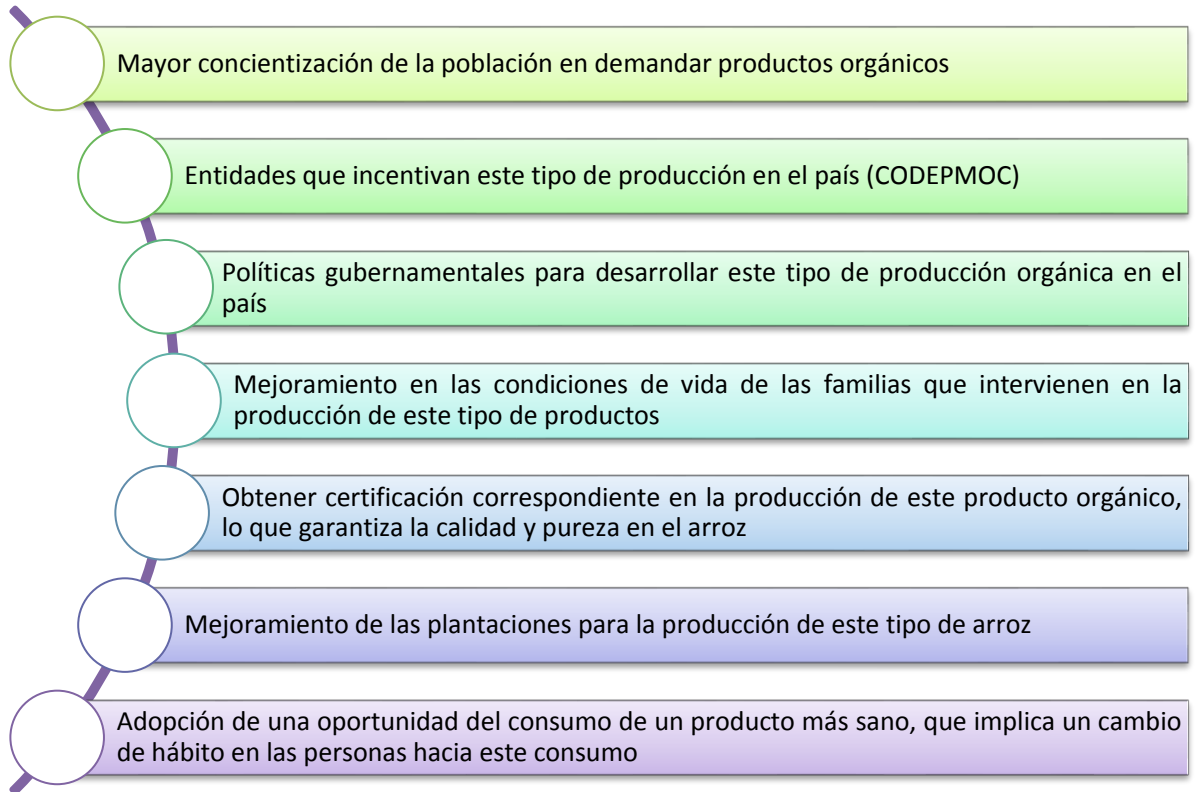 Mayor concientización de la población en demandar productos orgánicos
Entidades que incentivan este tipo de producción en el país (CODEPMOC)
Políticas gubernamentales para desarrollar este tipo de producción orgánica en el
país
Mejoramiento en las condiciones de vida de las familias que intervienen en la
producción de este tipo de productos
Obtener certificación correspondiente en la producción de este producto orgánico,
lo que garantiza la calidad y pureza en el arroz
Mejoramiento de las plantaciones para la producción de este tipo de arroz
Adopción de una oportunidad del consumo de un producto más sano, que implica un cambio
de hábito en las personas hacia este consumo